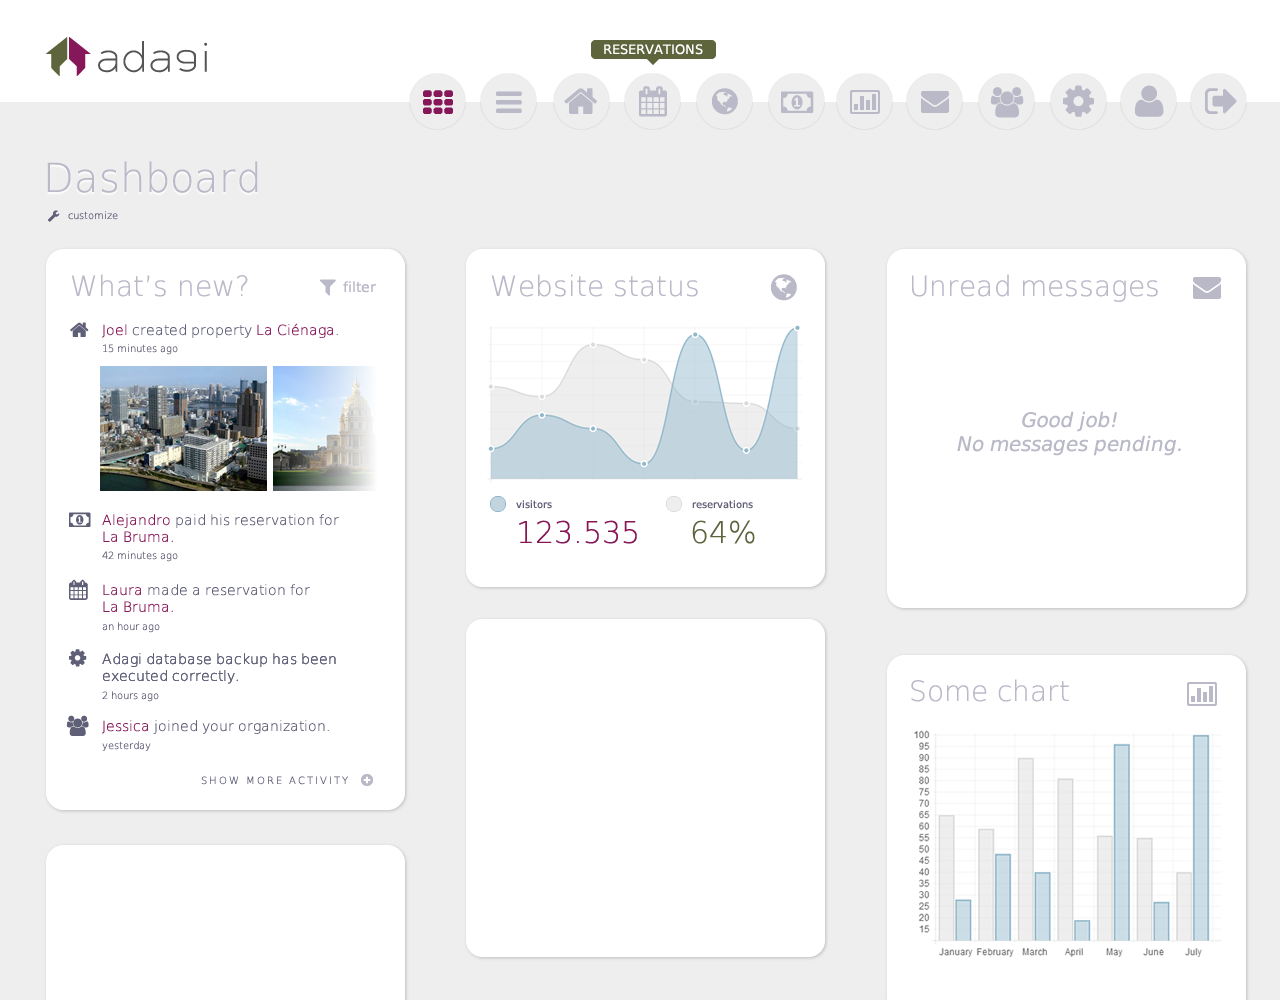 adagi
RESERVATIONS
Dashboard
customize
What's new?
filter
Joel created property La Ciénaga.
15 minutes ago
Alejandro paid his reservation for
La Bruma.
42 minutes ago
Laura made a reservation for
La Bruma.
an hour ago
Adagi database backup has been
executed correctly.
2 hours ago
Jessica joined your organization.
yesterday
SHOW MORE ACTIVITY
Website status
visitors
123.535
reservations
64%
Unread messages
Good job!
No messages pending.
Some chart
100
95
90
85
80
75
70
65
60
55
50
45
40
35
30
25
20
15
January February March April May June July